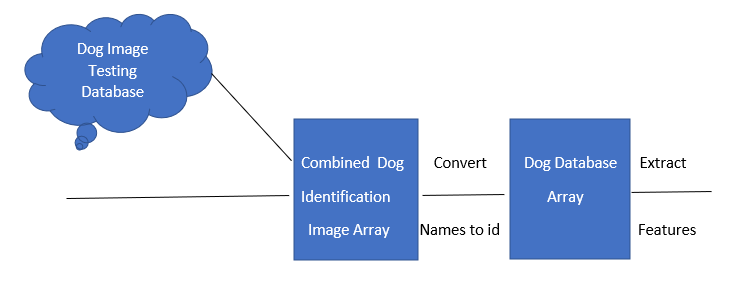 Dog Image
Testing
Database
Combined Dog
Identification
Image Array
Convert
Names to id
Dog Database
Array
Extract
Features